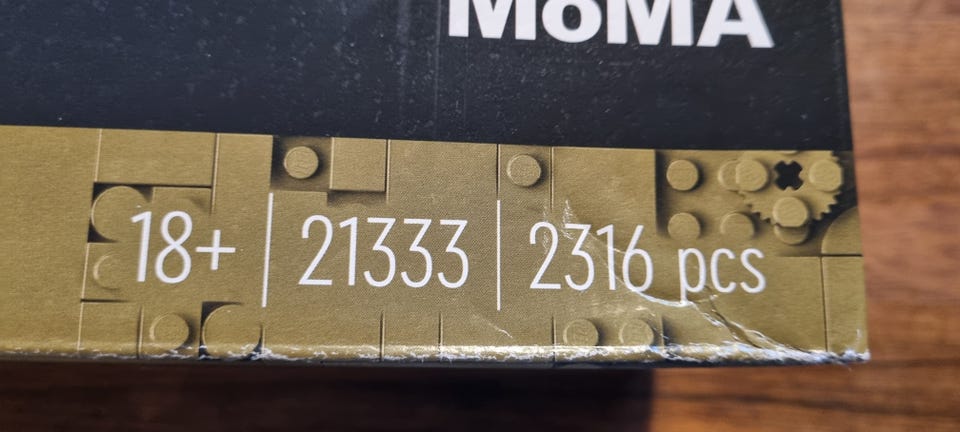 MoMA
18+ | 21333 | 2316 pcs